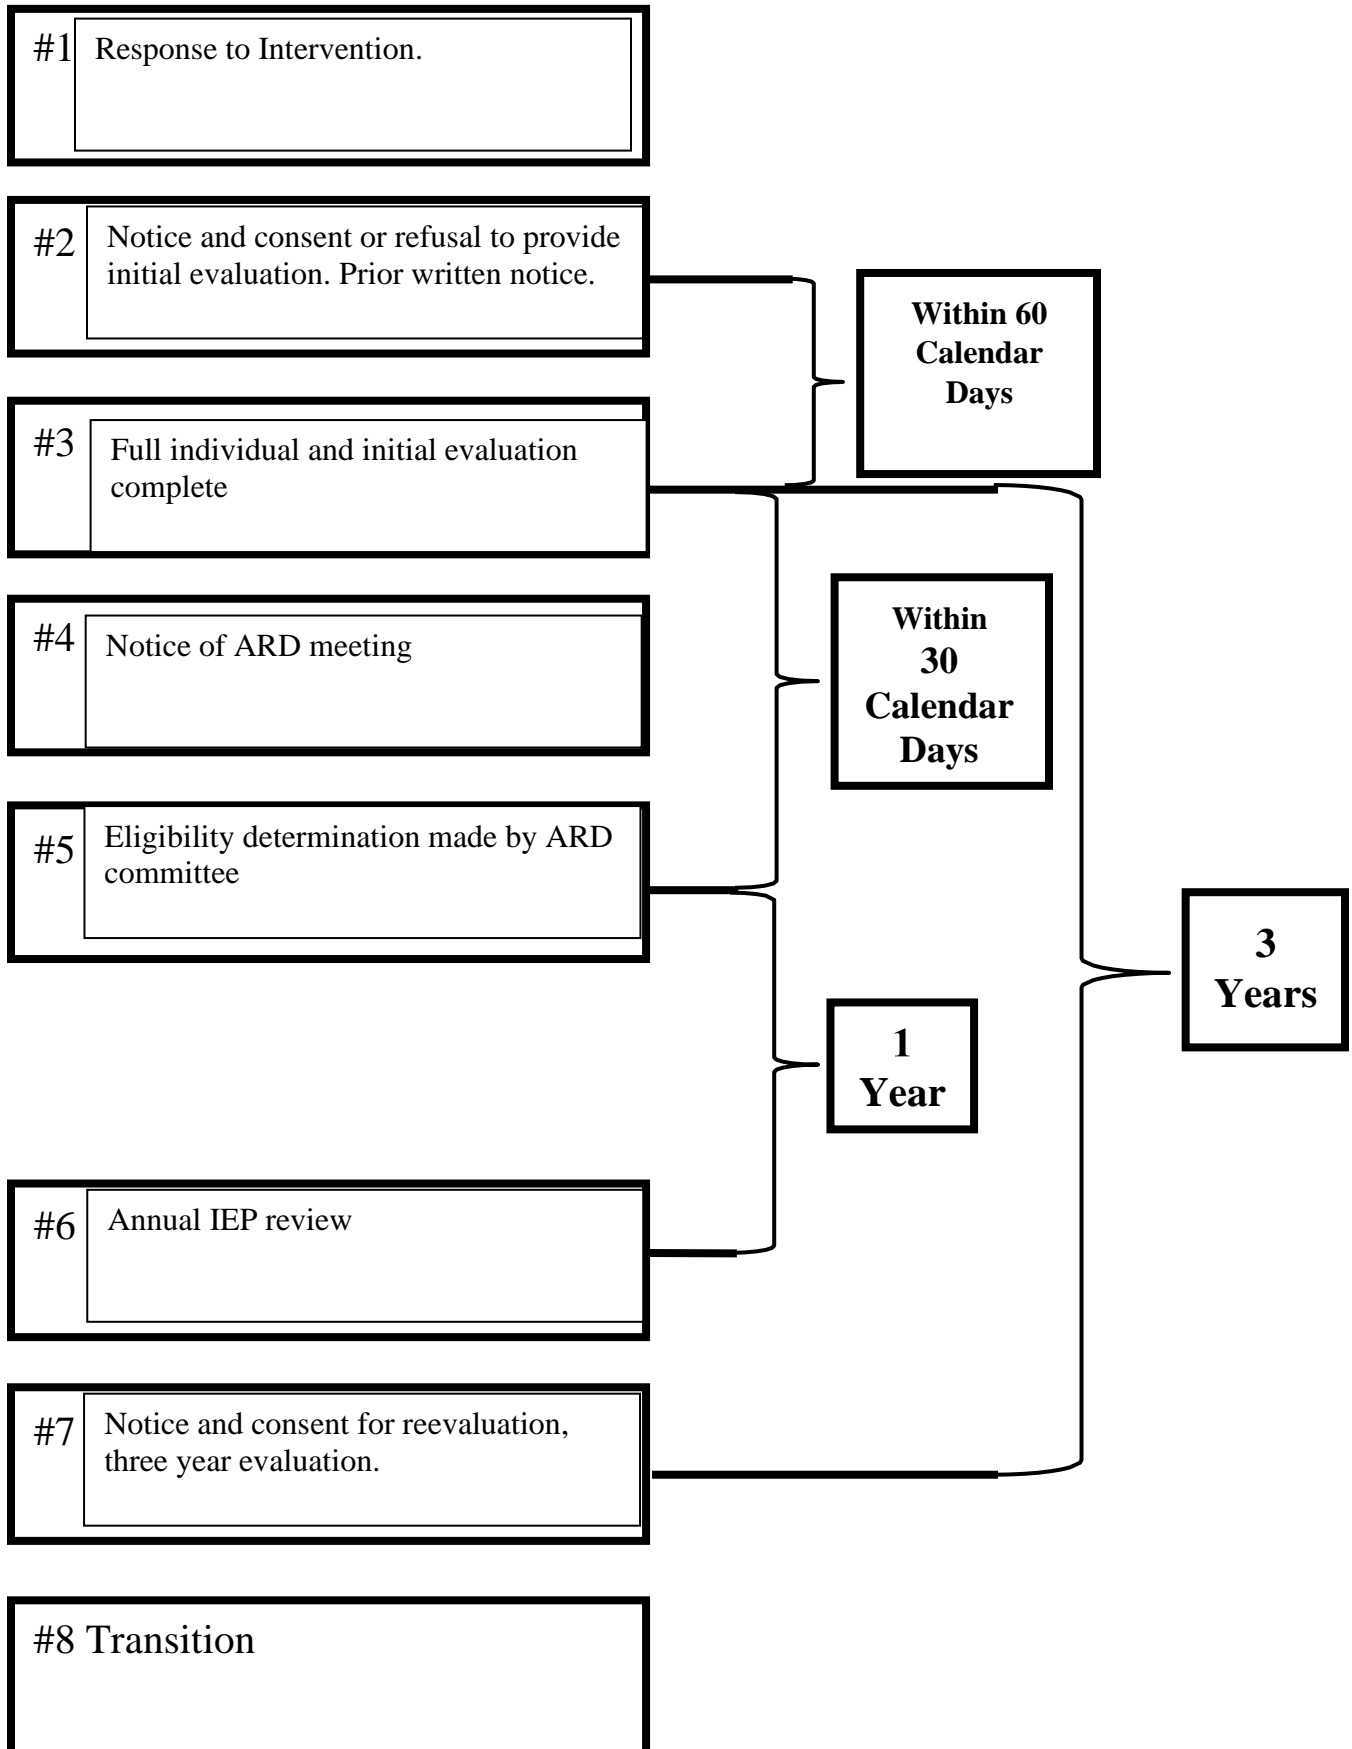 #1 Response to Intervention.
#2 Notice and consent or refusal to provide
initial evaluation. Prior written notice.
Within 60
Calendar
Days
#3 Full individual and initial evaluation
complete
#4 Notice of ARD meeting
Within
30
Calendar
Days
#5 Eligibility determination made by ARD
committee
3
Years
1
Year
#6 Annual IEP review
#7 Notice and consent for reevaluation,
three year evaluation.
#8 Transition